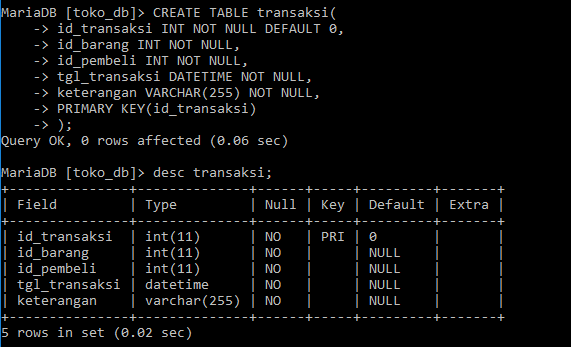 MariaDB [toko_db]> CREATE TABLE transaksi(
    -> id_transaksi INT NOT NULL DEFAULT 0,
    -> id_barang INT NOT NULL,
    -> id_pembeli INT NOT NULL,
    -> tgl_transaksi DATETIME NOT NULL,
    -> keterangan VARCHAR(255) NOT NULL,
    -> PRIMARY KEY(id_transaksi)
    -> );
Query OK, 0 rows affected (0.06 sec)

MariaDB [toko_db]> desc transaksi;
+---------------+--------------+------+-----+---------+-------+
| Field         | Type         | Null | Key | Default | Extra |
+---------------+--------------+------+-----+---------+-------+
| id_transaksi  | int(11)      | NO   | PRI | 0       |       |
| id_barang     | int(11)      | NO   |     | NULL    |       |
| id_pembeli    | int(11)      | NO   |     | NULL    |       |
| tgl_transaksi | datetime     | NO   |     | NULL    |       |
| keterangan    | varchar(255) | NO   |     | NULL    |       |
+---------------+--------------+------+-----+---------+-------+
5 rows in set (0.02 sec)